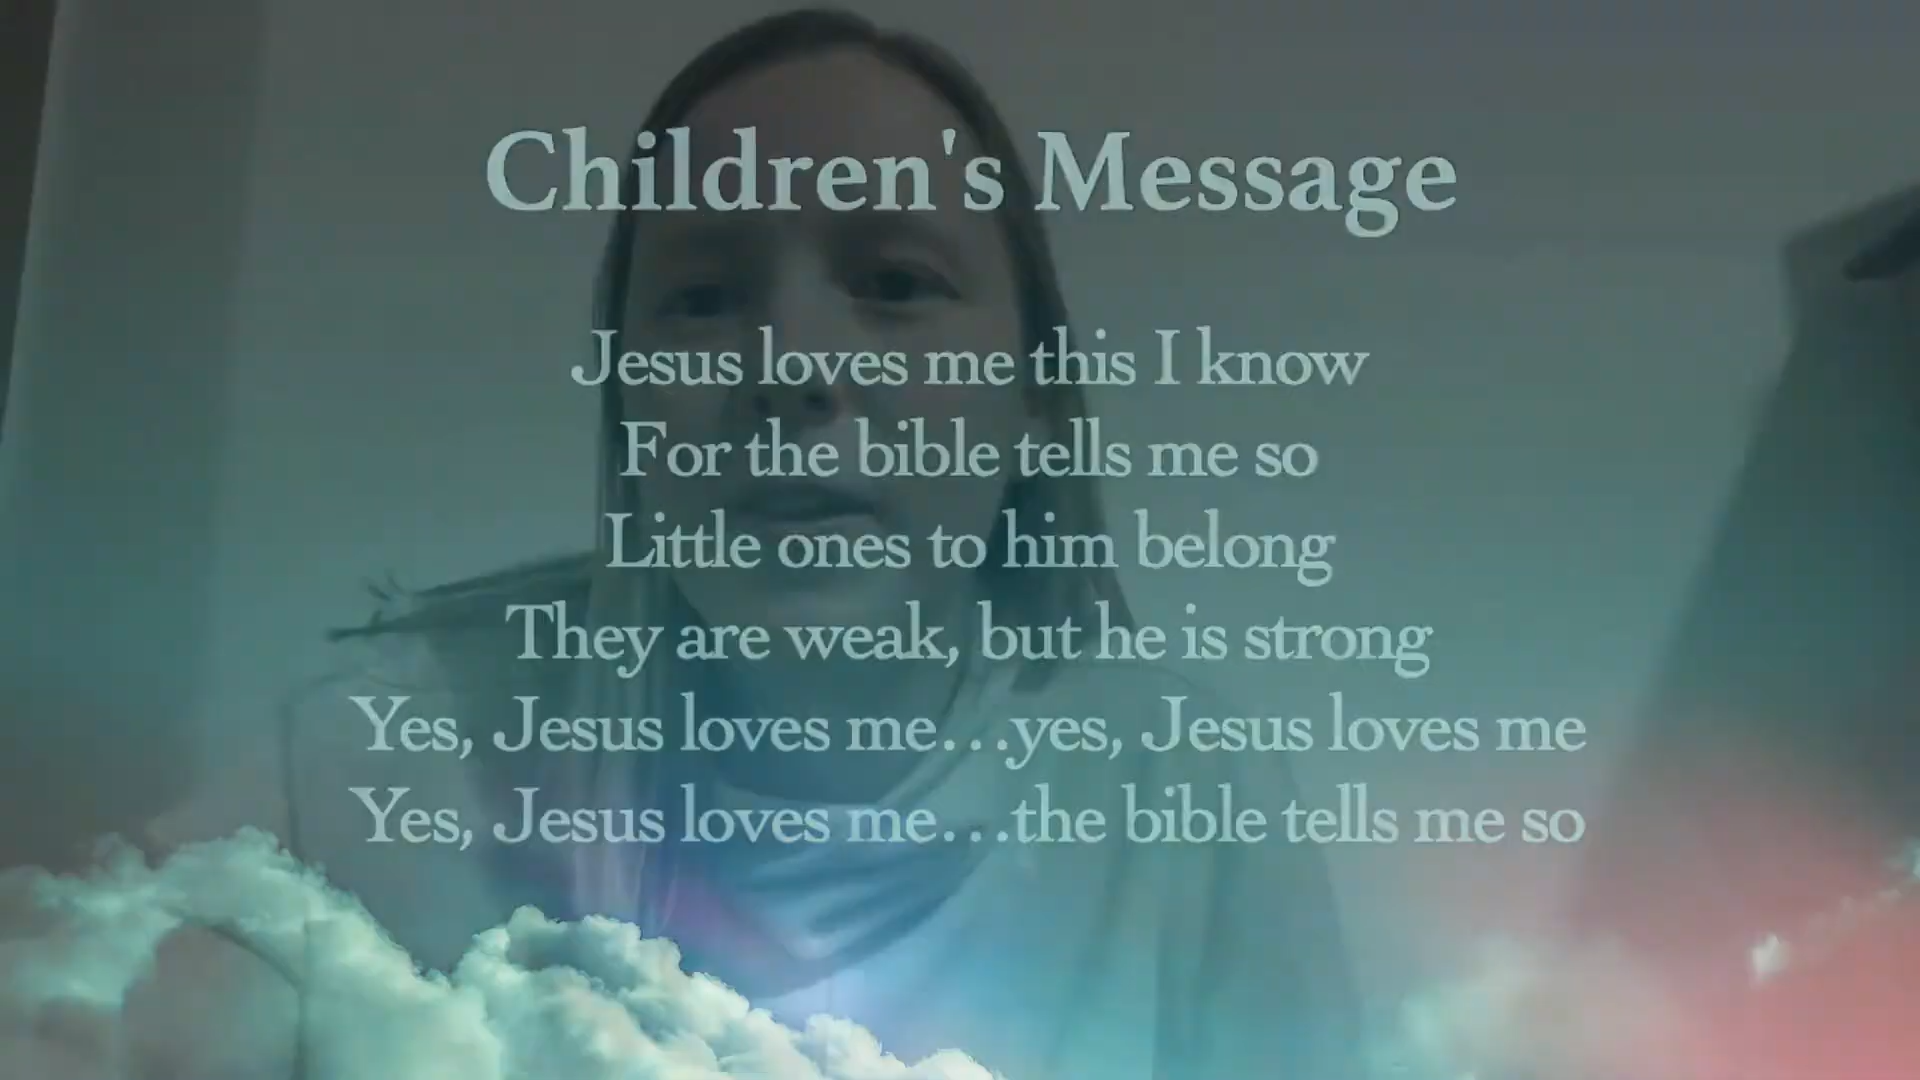 Children's Message
Jesus loves me this I know
For the bible tells me so
Little ones to him belong
They are weak, but he is strong
Yes, Jesus loves me…yes, Jesus loves me
Yes, Jesus loves me…the bible tells me so